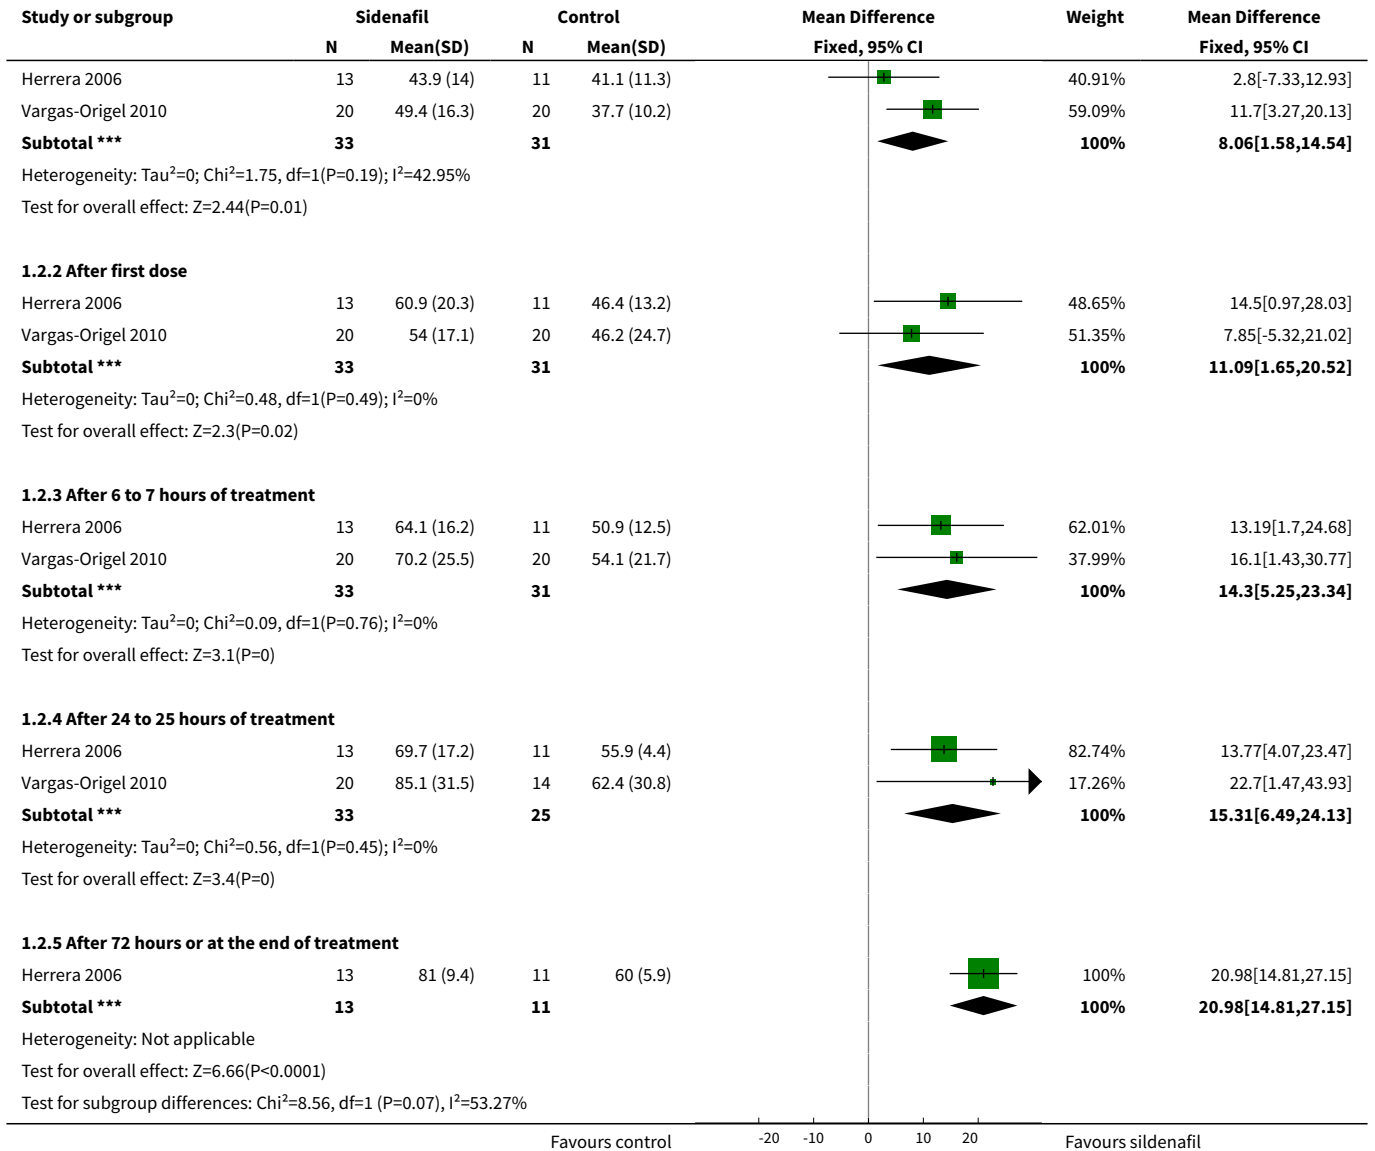 Study or subgroup Sidenafil Control Mean Difference Weight Mean Difference
N Mean(SD) N Mean(SD) Fixed, 95% CI Fixed, 95% CI
Herrera 2006 13 43.9 (14) 11 41.1 (11.3) 40.91% 2.8[-7.33,12.93]
Vargas-Origel 2010 20 49.4 (16.3) 20 37.7 (10.2) 59.09% 11.7[3.27,20.13]
Subtotal *** 33 31 100% 8.06[1.58,14.54]
Heterogeneity: Tau²=0; Chi²=1.75, df=1(P=0.19); I²=42.95%
Test for overall effect: Z=2.44(P=0.01)
1.2.2 After first dose
Herrera 2006 13 60.9 (20.3) 11 46.4 (13.2) 48.65% 14.5[0.97,28.03]
Vargas-Origel 2010 20 54 (17.1) 20 46.2 (24.7) 51.35% 7.85[-5.32,21.02]
Subtotal *** 33 31 100% 11.09[1.65,20.52]
Heterogeneity: Tau²=0; Chi²=0.48, df=1(P=0.49); I²=0%
Test for overall effect: Z=2.3(P=0.02)
1.2.3 After 6 to 7 hours of treatment
Herrera 2006 13 64.1 (16.2) 11 50.9 (12.5) 62.01% 13.19[1.7,24.68]
Vargas-Origel 2010 20 70.2 (25.5) 20 54.1 (21.7) 37.99% 16.1[1.43,30.77]
Subtotal *** 33 31 100% 14.3[5.25,23.34]
Heterogeneity: Tau²=0; Chi²=0.09, df=1(P=0.76); I²=0%
Test for overall effect: Z=3.1(P=0)
1.2.4 After 24 to 25 hours of treatment
Herrera 2006 13 69.7 (17.2) 11 55.9 (4.4) 82.74% 13.77[4.07,23.47]
Vargas-Origel 2010 20 85.1 (31.5) 14 62.4 (30.8) 17.26% 22.7[1.47,43.93]
Subtotal *** 33 25 100% 15.31[6.49,24.13]
Heterogeneity: Tau²=0; Chi²=0.56, df=1(P=0.45); I²=0%
Test for overall effect: Z=3.4(P=0)
1.2.5 After 72 hours or at the end of treatment
Herrera 2006 13 81 (9.4) 11 60 (5.9) 100% 20.98[14.81,27.15]
Subtotal *** 13 11 100% 20.98[14.81,27.15]
Heterogeneity: Not applicable
Test for overall effect: Z=6.66(P<0.0001)
Test for subgroup differences: Chi²=8.56, df=1 (P=0.07), I²=53.27%
Favours control -20 -10 0 10 20 Favours sildenafil